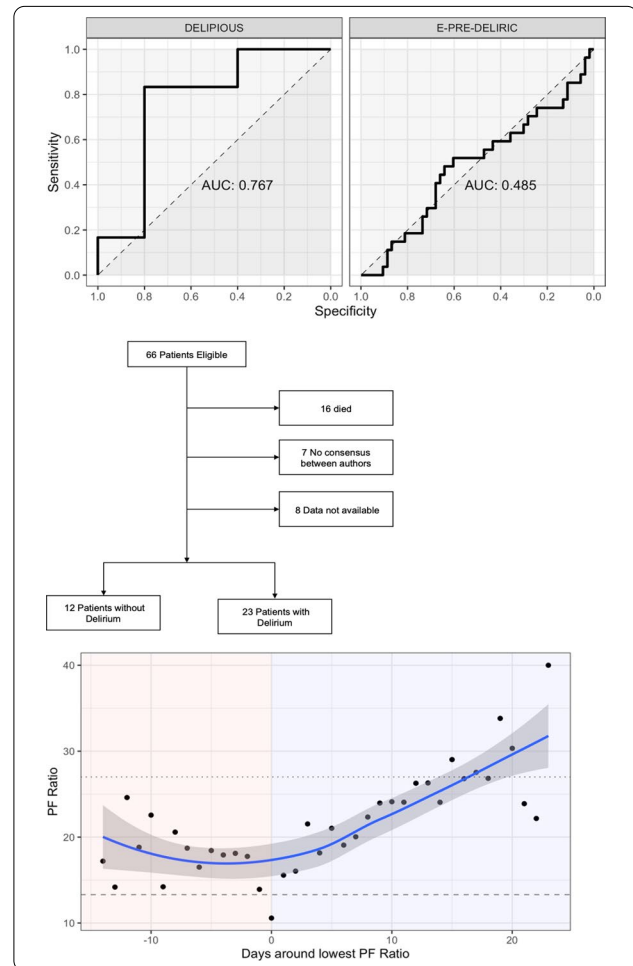 DELIPIOUS
E-PRE-DELIRIC
Sensitivity
1.0
0.8
0.6
0.4
0.2
0.0
AUC: 0.767
AUC: 0.485
1.0 0.8 0.6 0.4 0.2 0.0
1.0 0.8 0.6 0.4 0.2 0.0
Specificity
66 Patients Eligible
16 died
7 No consensus
between authors
8 Data not available
12 Patients without
Delirium
23 Patients with
Delirium
PF Ratio
40
30
20
10
-10 0 10 20
Days around lowest PF Ratio